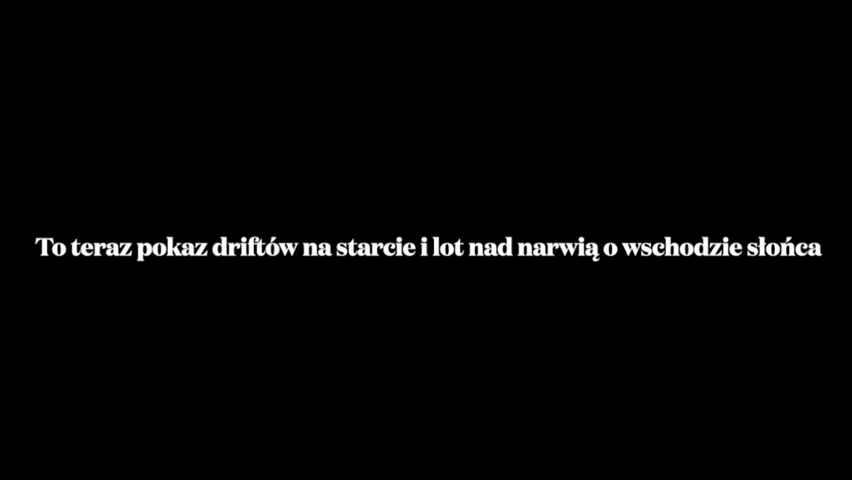 To teraz pokaz driftów na starcie i lot nad narwią o wschodzie słońca